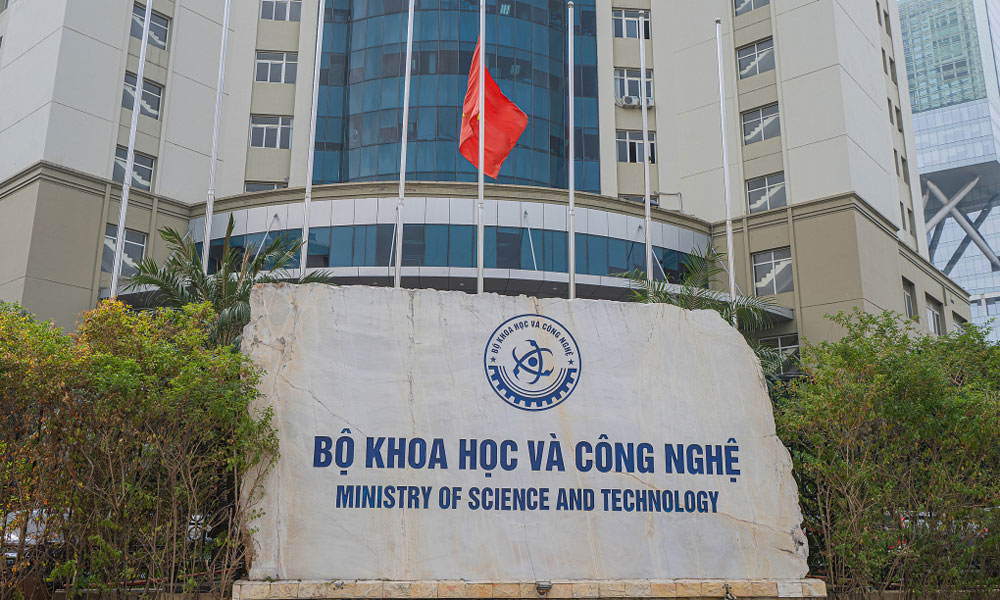 BỘ KHOA HỌC VÀ CÔNG NGHỆ
BỘ KHOA HỌC VÀ CÔNG NGHỆ
MINISTRY OF SCIENCE AND TECHNOLOGY